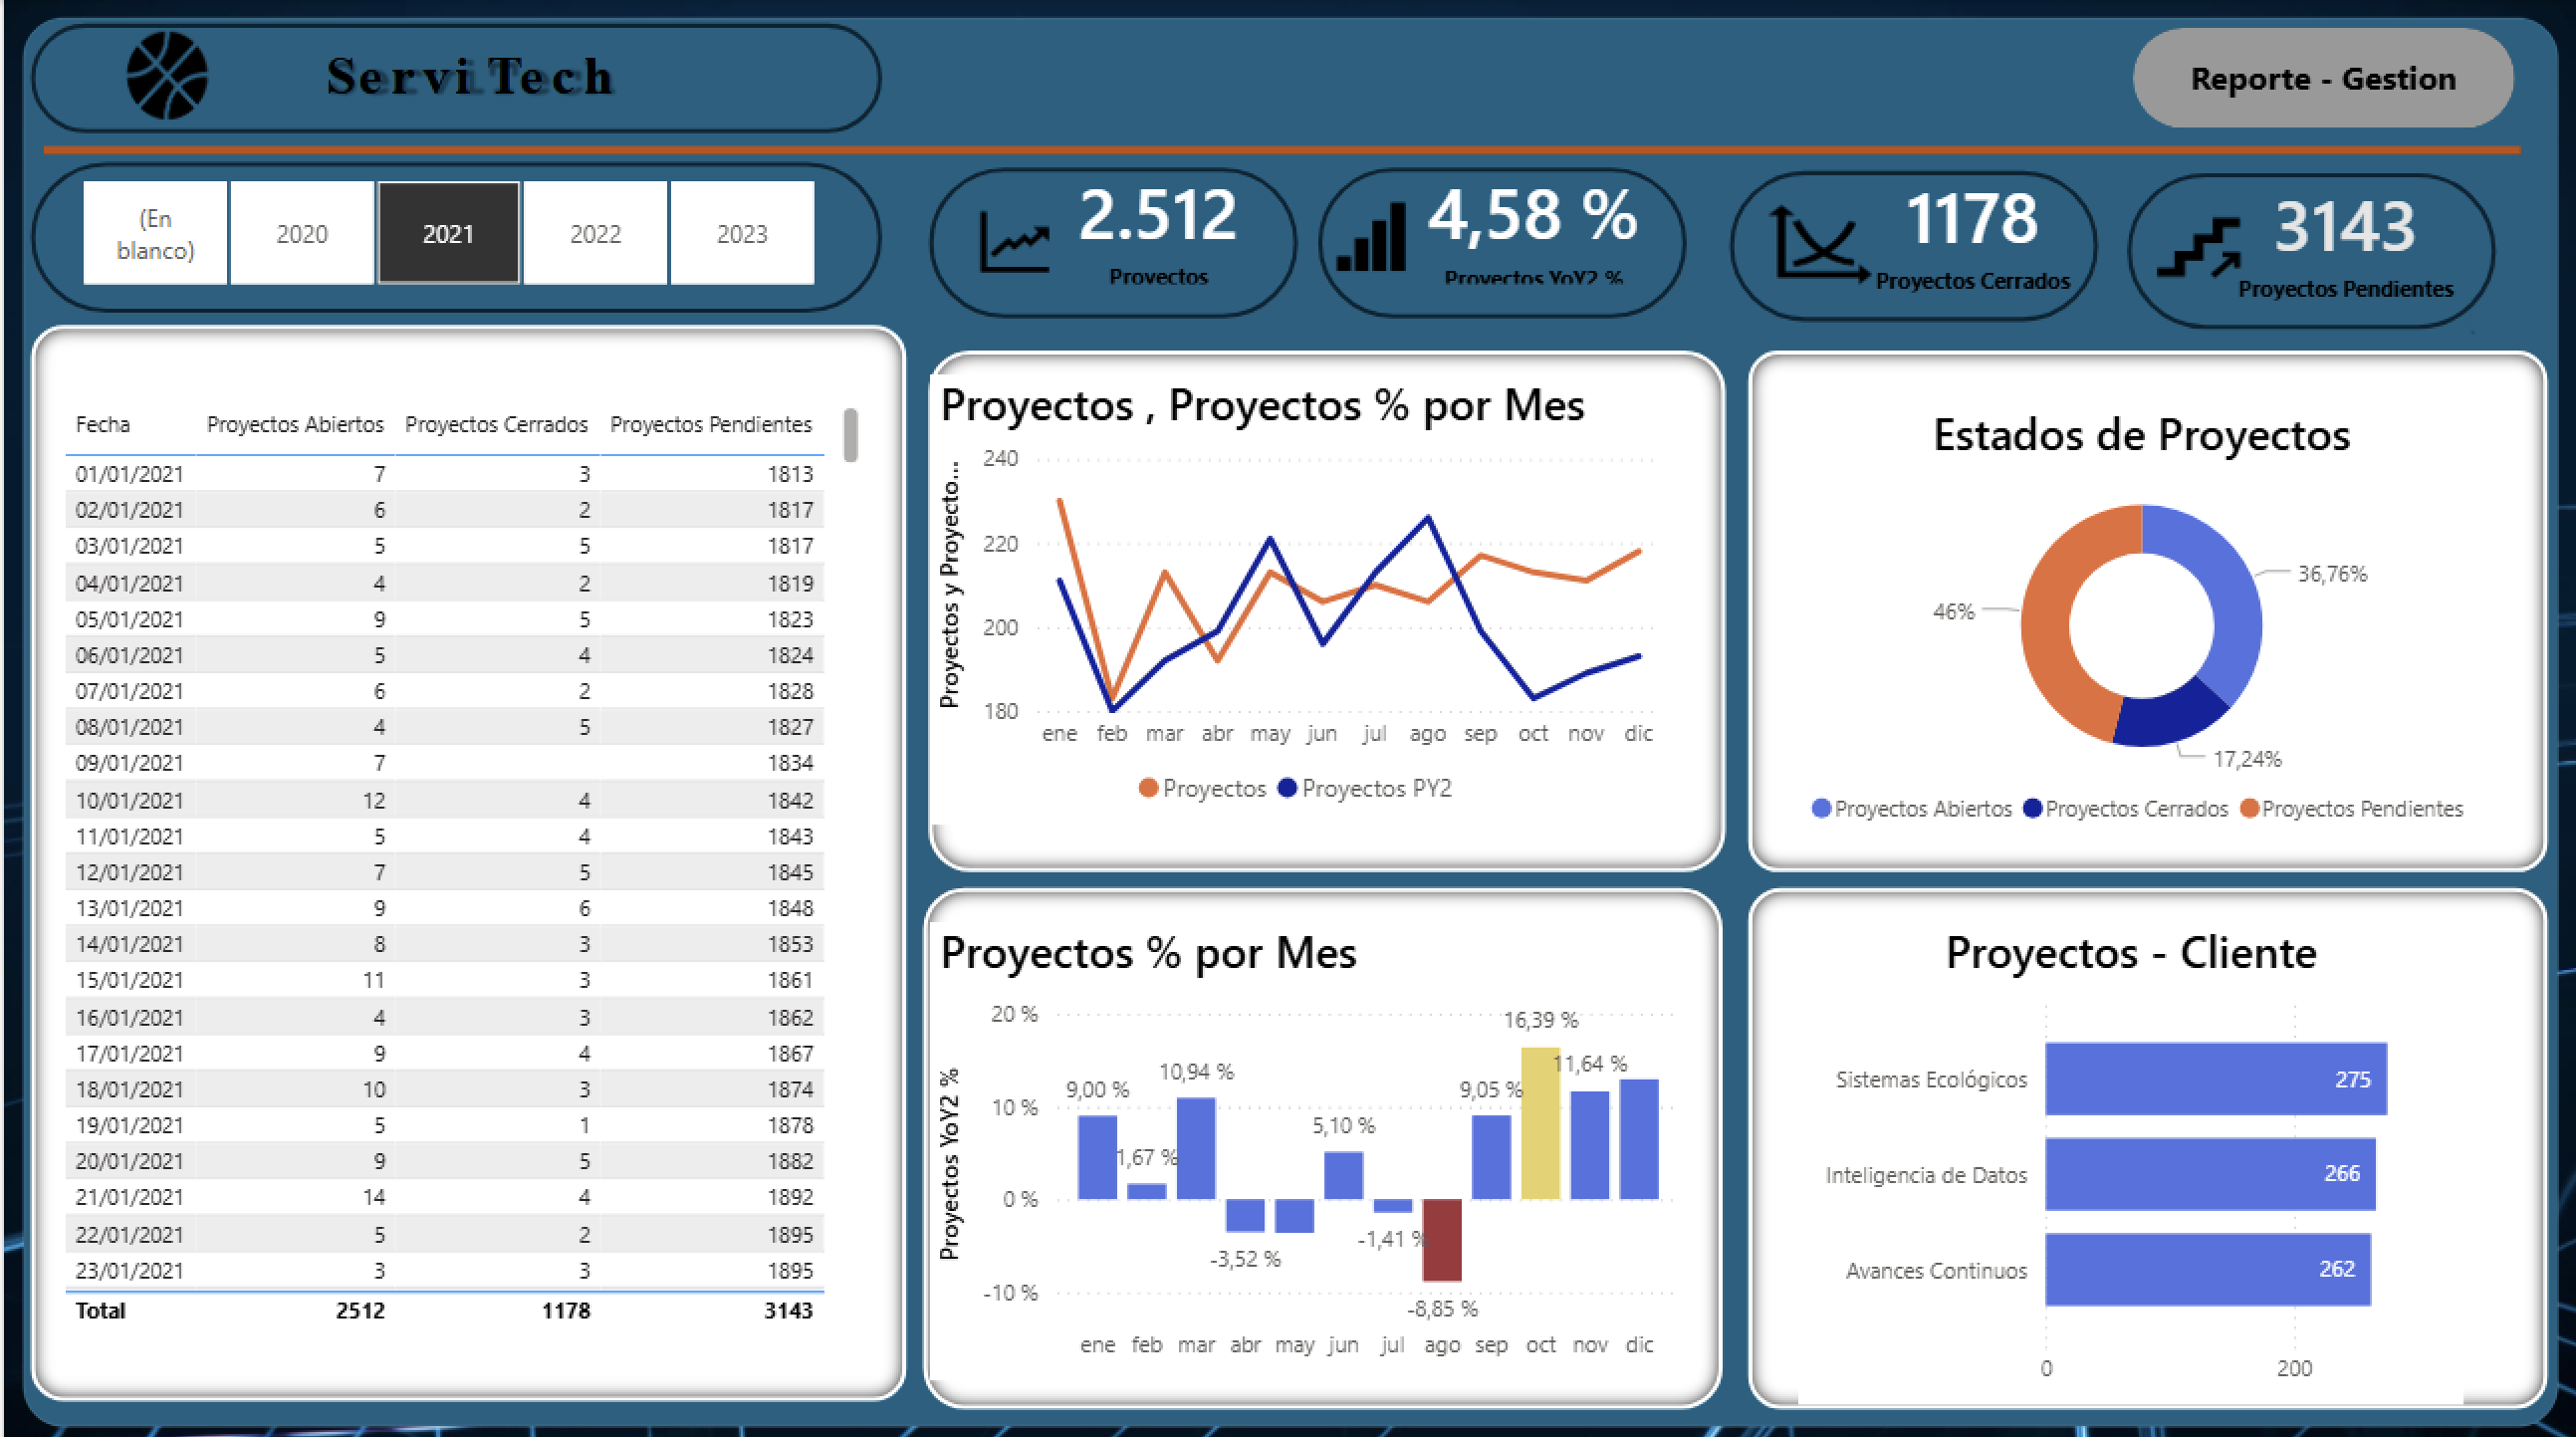 Servi Tech
Reporte - Gestion
(En
blanco)
2020
2021
2022
2023
2.512
Proyectos
4,58 %
Proyectos YoY2 %
1178
Proyectos Cerrados
3143
Proyectos Pendientes
Fecha Proyectos Abiertos Proyectos Cerrados Proyectos Pendientes
01/01/2021 7 3 1813
02/01/2021 6 2 1817
03/01/2021 5 5 1817
04/01/2021 4 2 1819
05/01/2021 9 5 1823
06/01/2021 5 4 1824
07/01/2021 6 2 1828
08/01/2021 4 5 1827
09/01/2021 7 1834
10/01/2021 12 4 1842
11/01/2021 5 4 1843
12/01/2021 7 5 1845
13/01/2021 9 6 1848
14/01/2021 8 3 1853
15/01/2021 11 3 1861
16/01/2021 4 3 1862
17/01/2021 9 4 1867
18/01/2021 10 3 1874
19/01/2021 5 1 1878
20/01/2021 9 5 1882
21/01/2021 14 4 1892
22/01/2021 5 2 1895
23/01/2021 3 3 1895
Total 2512 1178 3143
Proyectos , Proyectos % por Mes
Proyectos y Proyecto...
240
220
200
180
ene feb mar abr may jun jul ago sep oct nov dic
Proyectos Proyectos PY2
Estados de Proyectos
36,76%
46%
17,24%
Proyectos Abiertos Proyectos Cerrados Proyectos Pendientes
Proyectos % por Mes
Proyectos YoY2 %
20 %
10 %
0 %
-10 %
9,00 %
1,67 %
10,94 %
-3,52 %
5,10 %
-1,41 %
-8,85 %
9,05 %
16,39 %
11,64 %
ene feb mar abr may jun jul ago sep oct nov dic
Proyectos - Cliente
Sistemas Ecológicos 275
Inteligencia de Datos 266
Avances Continuos 262
0 200